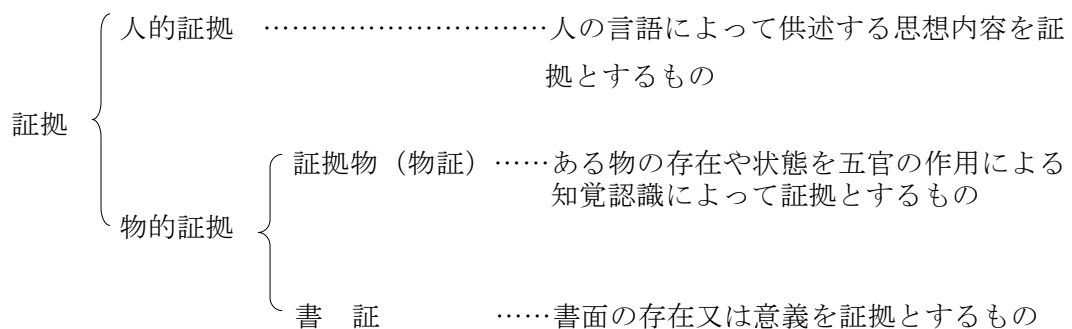 人的証拠 ……………………………人の言語によって供述する思想内容を証
拠とするもの
証拠
証拠物（物証）……ある物の存在や状態を五官の作用による
知覚認識によって証拠とするもの
物的証拠
書　証　　　……書面の存在又は意義を証拠とするもの